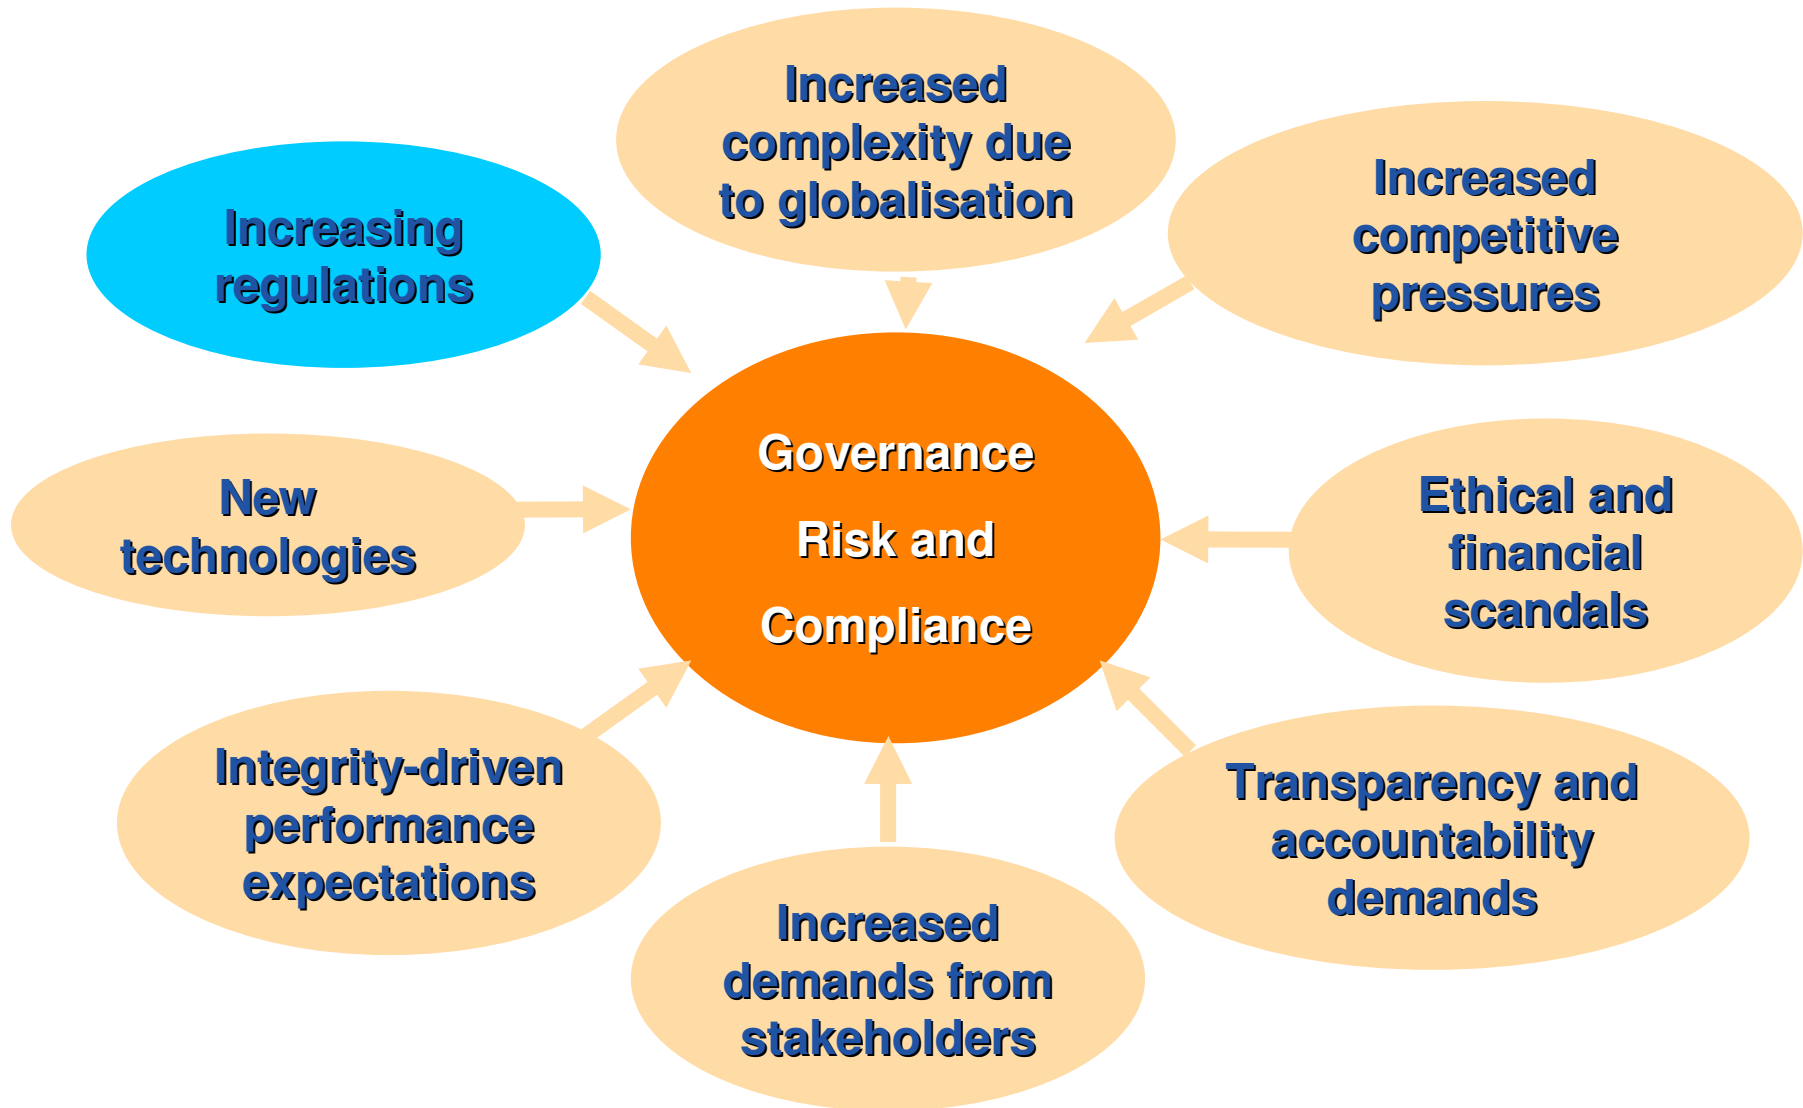 Increased
complexity due
to globalisation
Increasing
regulations
Increased
competitive
pressures
New
technologies
Governance
Risk and
Compliance
Ethical and
financial
scandals
Integrity-driven
performance
expectations
Increased
demands from
stakeholders
Transparency and
accountability
demands